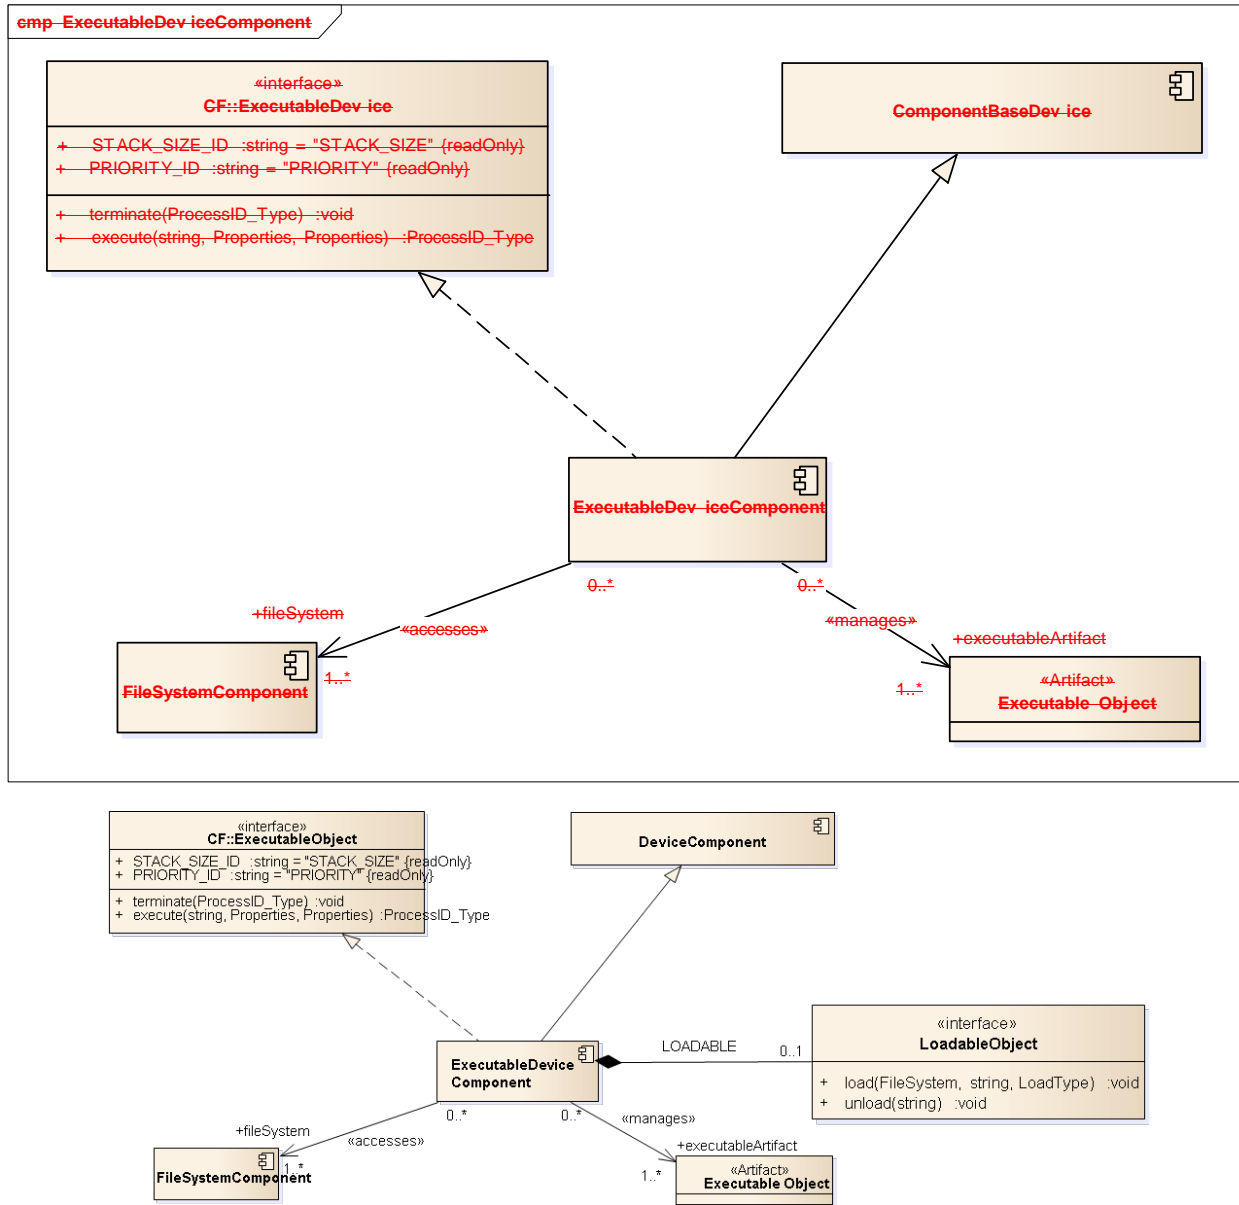 cmp ExecutableDev iceComponent
«interface»
CF::ExecutableDev ice
+ STACK_SIZE_ID :string = "STACK_SIZE" {readOnly}
+ PRIORITY_ID :string = "PRIORITY" {readOnly}
+ terminate(ProcessID_Type) :void
+ execute(string, Properties, Properties) :ProcessID_Type
ComponentBaseDev ice
ExecutableDev iceComponent
0..*
0..*
+fileSystem
«accesses»
«manages»
+executableArtifact
FileSystemComponent
1..*
1..*
«Artifact»
Executable Object
«interface»
CF::ExecutableObject
+ STACK_SIZE_ID :string = "STACK_SIZE" {readOnly}
+ PRIORITY_ID :string = "PRIORITY" {readOnly}
+ terminate(ProcessID_Type) :void
+ execute(string, Properties, Properties) :ProcessID_Type
DeviceComponent
ExecutableDevice
Component
LOADABLE
0..1
«interface»
LoadableObject
+ load(FileSystem, string, LoadType) :void
+ unload(string) :void
0..*
0..*
+fileSystem
«accesses»
«manages»
+executableArtifact
FileSystemComponent
1..*
1..*
«Artifact»
Executable Object